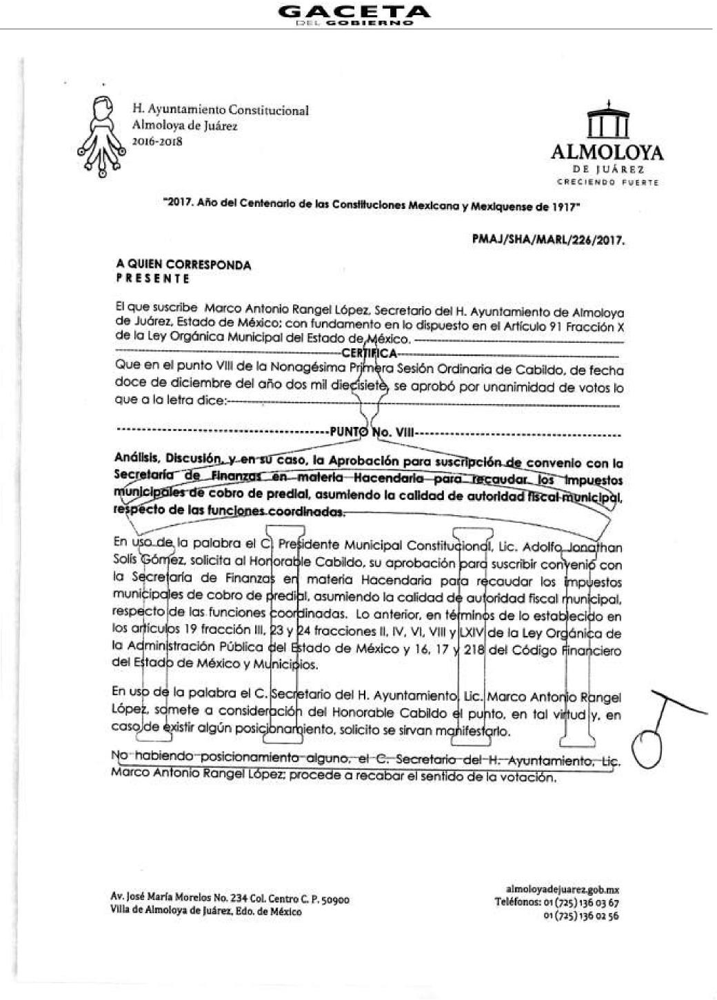 GACETA
DEL GOBIERNO
H. Ayuntamiento Constitucional
Almoloya de Juárez
2016-2018
ALMOLOYA
DE JUÁREZ
CRECIENDO FUERTE
"2017. Año del Centenario de las Constituciones Mexicana y Mexiquense de 1917"
PMAJ/SHA/MARL/226/2017.
A QUIEN CORRESPONDA
P R E S E N T E
El que suscribe Marco Antonio Rangel López, Secretario del H. Ayuntamiento de Almoloya
de Juárez, Estado de México; con fundamento en lo dispuesto en el Artículo 91 Fracción X
de la Ley Orgánica Municipal del Estado de México. ----------------------------------------
------------------------------------------CERTIFICA------------------------------------------
Que en el punto VIII de la Nonagésima Primera Sesión Ordinaria de Cabildo, de fecha
doce de diciembre del año dos mil diecisiete, se aprobó por unanimidad de votos lo
que a la letra dice:------------------------------------------------------------------------
---------------------------------------PUNTO No. VIII---------------------------------------
Análisis, Discusión, y en su caso, la Aprobación para suscripción de convenio con la
Secretaría de Finanzas en materia Hacendaria para recaudar los impuestos
municipales de cobro de predial, asumiendo la calidad de autoridad fiscal municipal,
respecto de las funciones coordinadas.
En uso de la palabra el C. Presidente Municipal Constitucional, Lic. Adolfo Jonathan
Solís Gómez, solicita al Honorable Cabildo, su aprobación para suscribir convenio con
la Secretaría de Finanzas en materia Hacendaria para recaudar los impuestos
municipales de cobro de predial, asumiendo la calidad de autoridad fiscal municipal,
respecto de las funciones coordinadas. Lo anterior, en términos de lo establecido en
los artículos 19 fracción III, 23 y 24 fracciones II, IV, VI, VIII y LXIV de la Ley Orgánica de
la Administración Pública del Estado de México y 16, 17 y 218 del Código Financiero
del Estado de México y Municipios.
En uso de la palabra el C. Secretario del H. Ayuntamiento, Lic. Marco Antonio Rangel
López, somete a consideración del Honorable Cabildo el punto, en tal virtud y, en
caso de existir algún posicionamiento, solicito se sirvan manifestarlo.
No habiendo posicionamiento alguno, el C. Secretario del H. Ayuntamiento, Lic.
Marco Antonio Rangel López; procede a recabar el sentido de la votación.
Av. José María Morelos No. 234 Col. Centro C. P. 50900
Villa de Almoloya de Juárez, Edo. de México
almoloyadejuarez.gob.mx
Teléfonos: 01 (725) 136 03 67
01 (725) 136 02 56